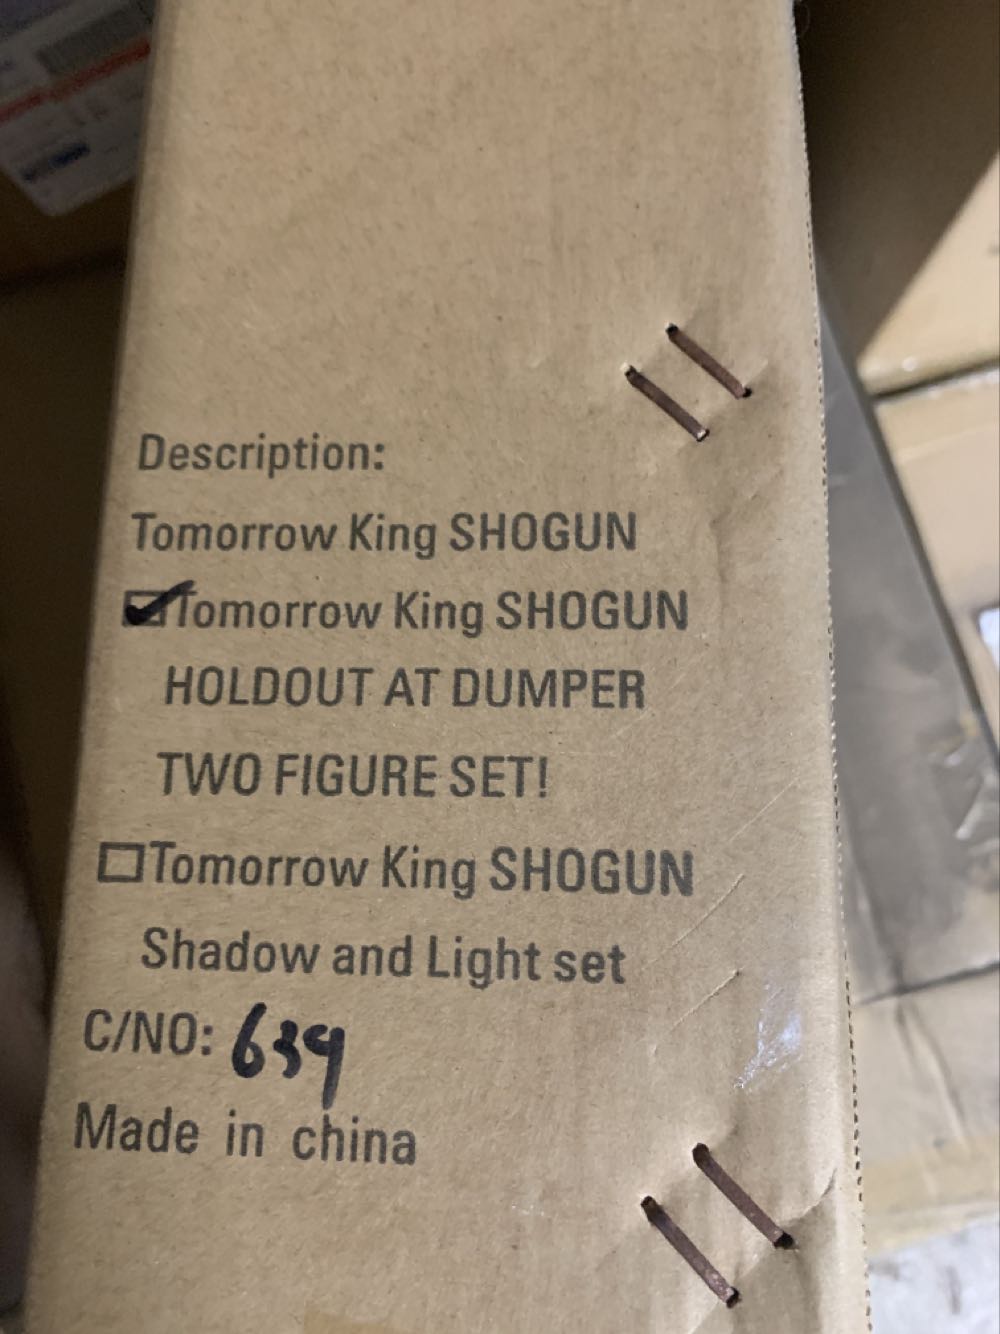 Description:
Tomorrow King SHOGUN
☑Tomorrow King SHOGUN
HOLDOUT AT DUMPER
TWO FIGURE SET!
☐Tomorrow King SHOGUN
Shadow and Light set
C/NO: 639
Made in china